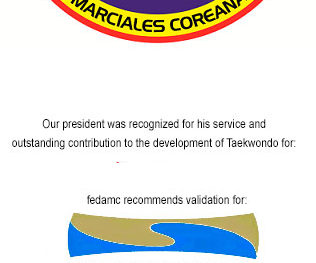 MARCIALES COREANA
Our president was recognized for his service and
outstanding contribution to the development of Taekwondo for:
fedamc recommends validation for: